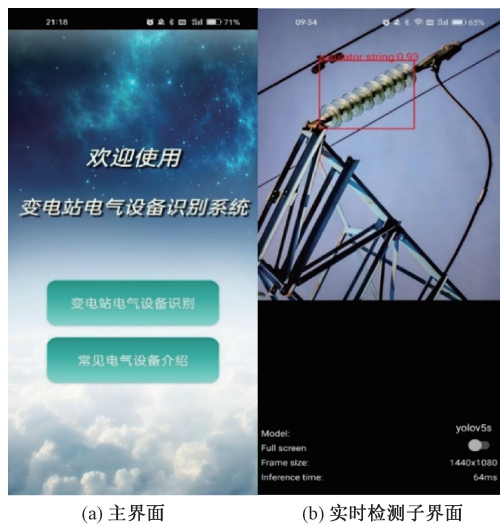 21:18
71%
欢迎使用
变电站电气设备识别系统
变电站电气设备识别
常见电气设备介绍
(a) 主界面
09:54
65%
insulator string:0.93
Model:
yolov5s
Full screen
Frame size:
1440x1080
Inference time:
64ms
(b) 实时检测子界面